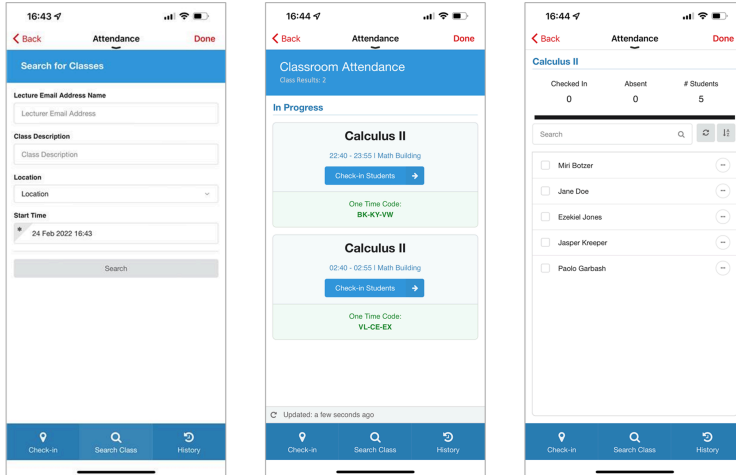 16:43
Back
Attendance
Done
Search for Classes
Lecture Email Address Name
Lecturer Email Address
Class Description
Class Description
Location
Location
Start Time
* 24 Feb 2022 16:43
Search
Check-in
Search Class
History
16:44
Back
Attendance
Done
Classroom Attendance
Class Results: 2
In Progress
Calculus II
22:40 - 23:55 | Math Building
Check-in Students
One Time Code:
BK-KY-VW
Calculus II
02:40 - 02:55 | Math Building
Check-in Students
One Time Code:
VL-CE-EX
Updated: a few seconds ago
Check-in
Search Class
History
16:44
Back
Attendance
Done
Calculus II
Checked In Absent # Students
0 0 5
Search
Miri Botzer
Jane Doe
Ezekiel Jones
Jasper Kreeper
Paolo Garbash
Check-in
Search Class
History